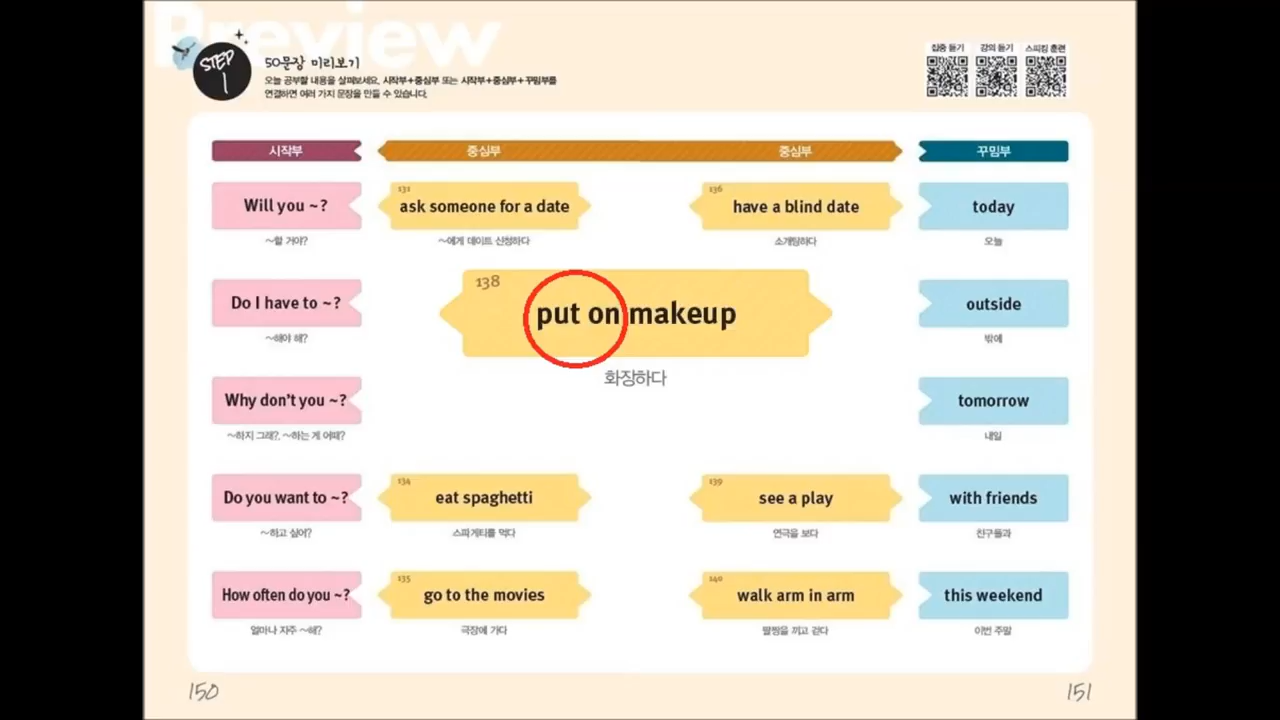 Preview
STEP
1
50문장 미리보기
오늘 공부할 내용을 살펴보세요. 시작부+중심부 또는 시작부+중심부+꾸밈부를
연결하면 여러 가지 문장을 만들 수 있습니다.
집중 듣기 강의 듣기 스피킹 훈련
시작부 중심부 중심부 꾸밈부
Will you ~? 131 ask someone for a date 136 have a blind date today
~할 거야? ~에게 데이트 신청하다 소개팅하다 오늘
Do I have to ~? 138 put on makeup outside
~해야 해? 화장하다 밖에
Why don't you ~? tomorrow
~하지 그래?, ~하는 게 어때? 내일
Do you want to ~? 134 eat spaghetti 139 see a play with friends
~하고 싶어? 스파게티를 먹다 연극을 보다 친구들과
How often do you ~? 135 go to the movies 140 walk arm in arm this weekend
얼마나 자주 ~해? 극장에 가다 팔짱을 끼고 걷다 이번 주말
150 151